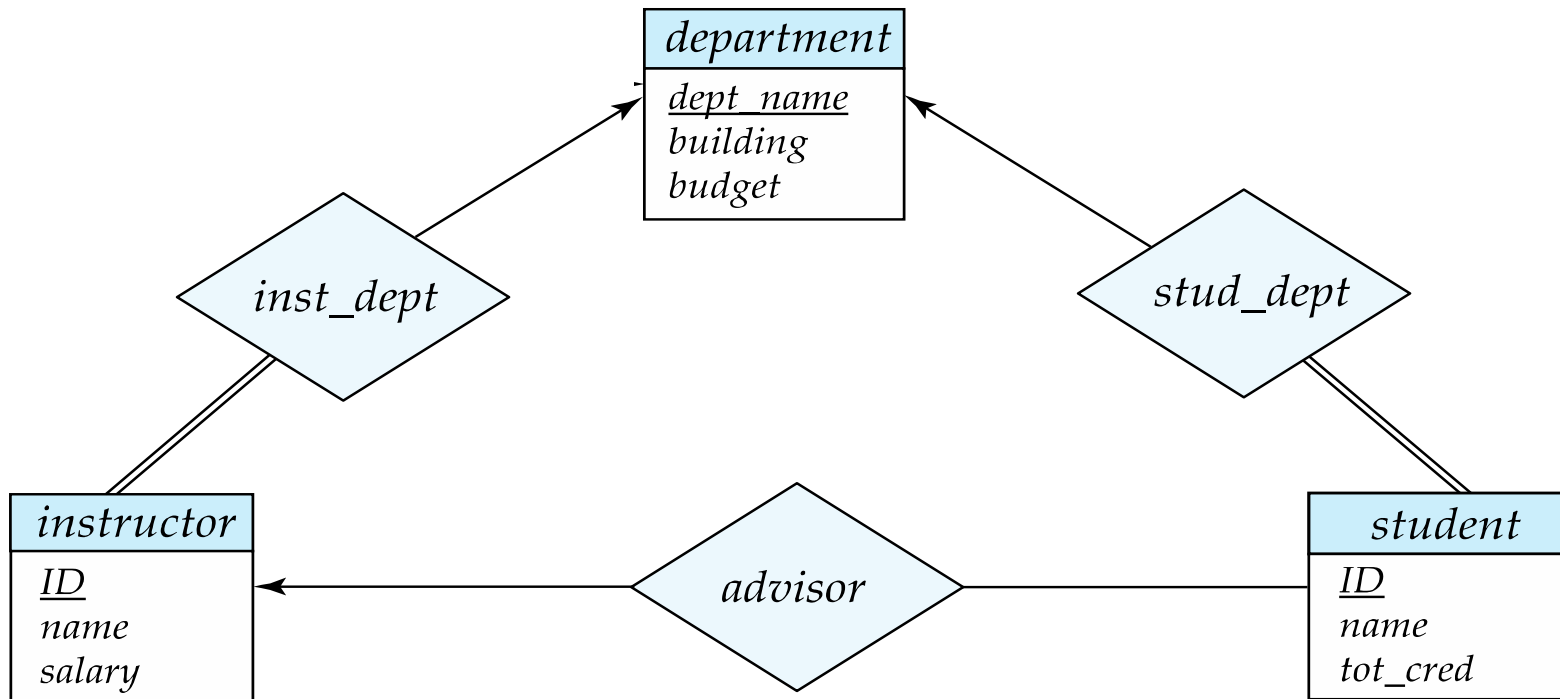 department
dept_name
building
budget
inst_dept
stud_dept
instructor
ID
name
salary
advisor
student
ID
name
tot_cred